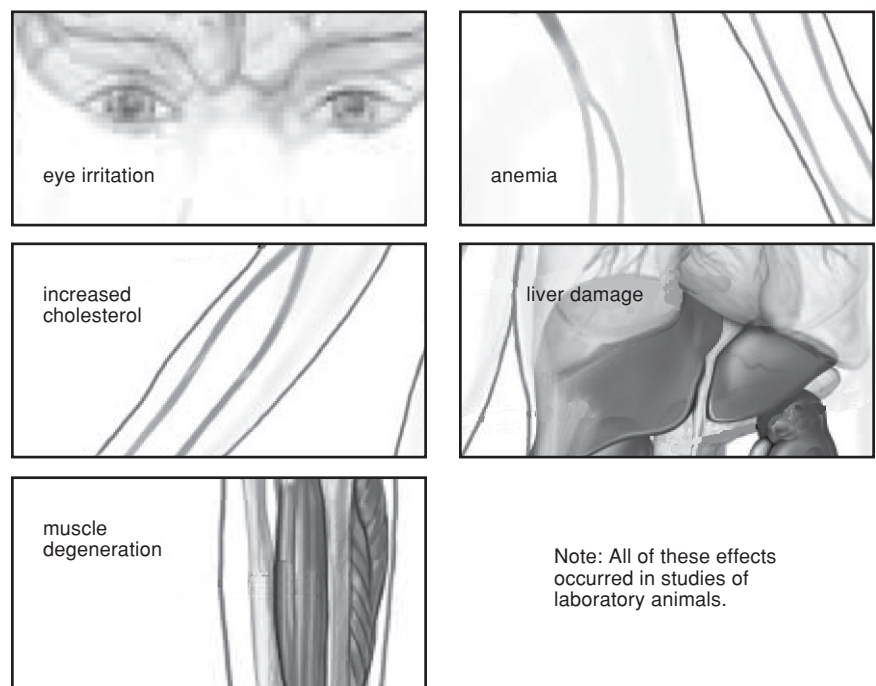 eye irritation
anemia
increased
cholesterol
liver damage
muscle
degeneration
Note: All of these effects
occurred in studies of
laboratory animals.